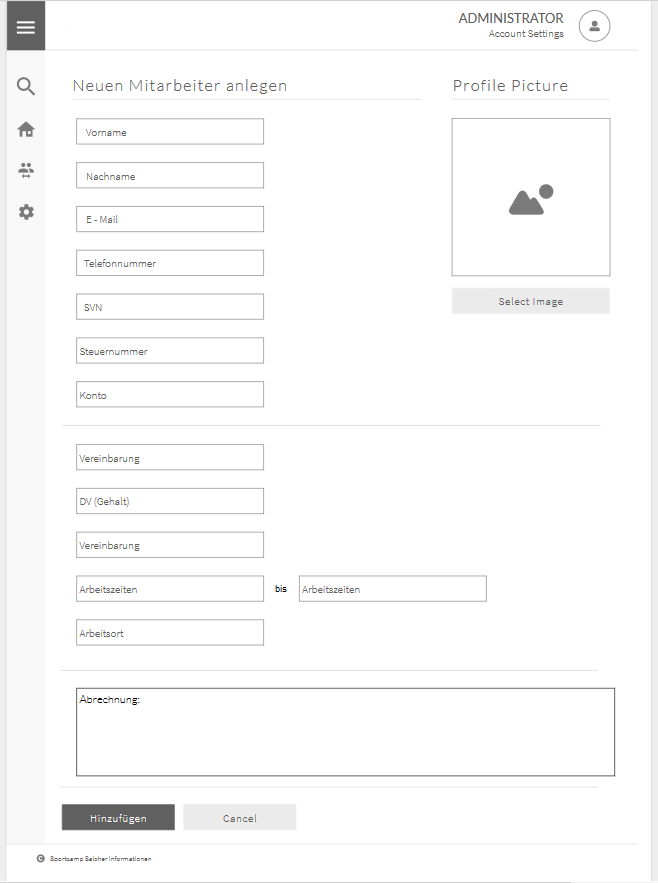 ADMINISTRATOR
Account Settings
Neuen Mitarbeiter anlegen
Profile Picture
Vorname
Nachname
E - Mail
Telefonnummer
Select Image
SVN
Steuernummer
Konto
Vereinbarung
DV (Gehalt)
Vereinbarung
Arbeitszeiten bis Arbeitszeiten
Arbeitsort
Abrechnung:
Hinzufügen Cancel
© Sportcamp Salcher Informationen